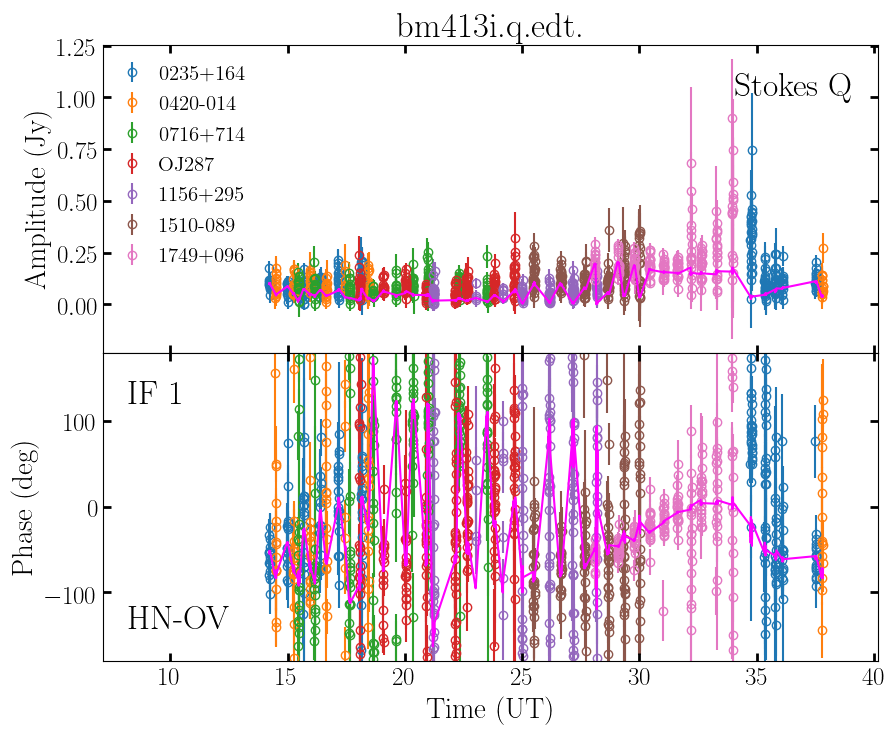 bm413i.q.edt.
1.25
1.00
0.75
0.50
0.25
0.00
Amplitude (Jy)
0235+164
0420-014
0716+714
OJ287
1156+295
1510-089
1749+096
Stokes Q
IF 1
HN-OV
100
0
−100
Phase (deg)
10 15 20 25 30 35 40
Time (UT)